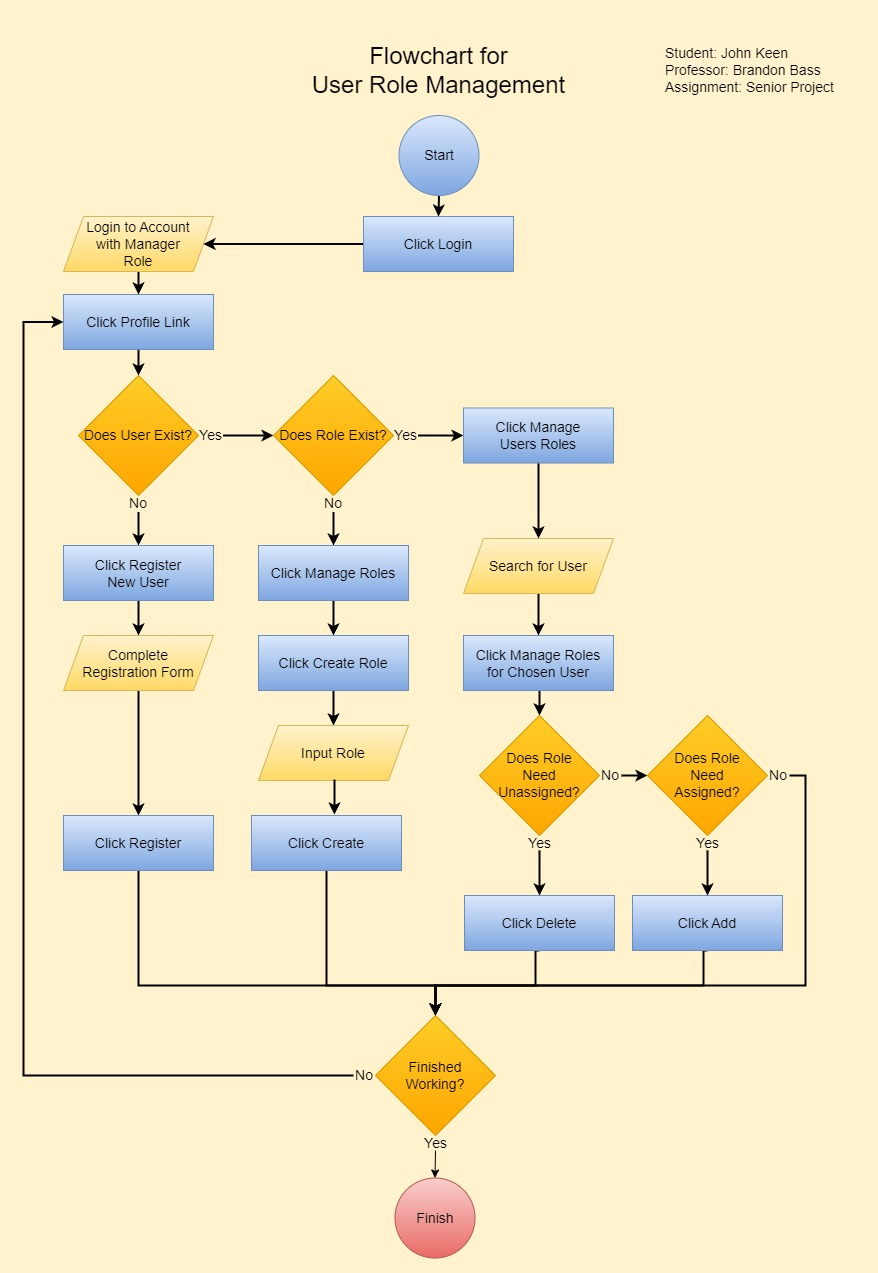 Flowchart for
User Role Management
Student: John Keen
Professor: Brandon Bass
Assignment: Senior Project
Start
Click Login
Login to Account
with Manager
Role
Click Profile Link
Does User Exist?
Yes
Does Role Exist?
Yes
Click Manage
Users Roles
No
No
Click Register
New User
Click Manage Roles
Search for User
Complete
Registration Form
Click Create Role
Click Manage Roles
for Chosen User
Input Role
Does Role
Need
Unassigned?
No
Does Role
Need
Assigned?
No
Click Register
Click Create
Yes
Yes
Click Delete
Click Add
Finished
Working?
No
Yes
Finish